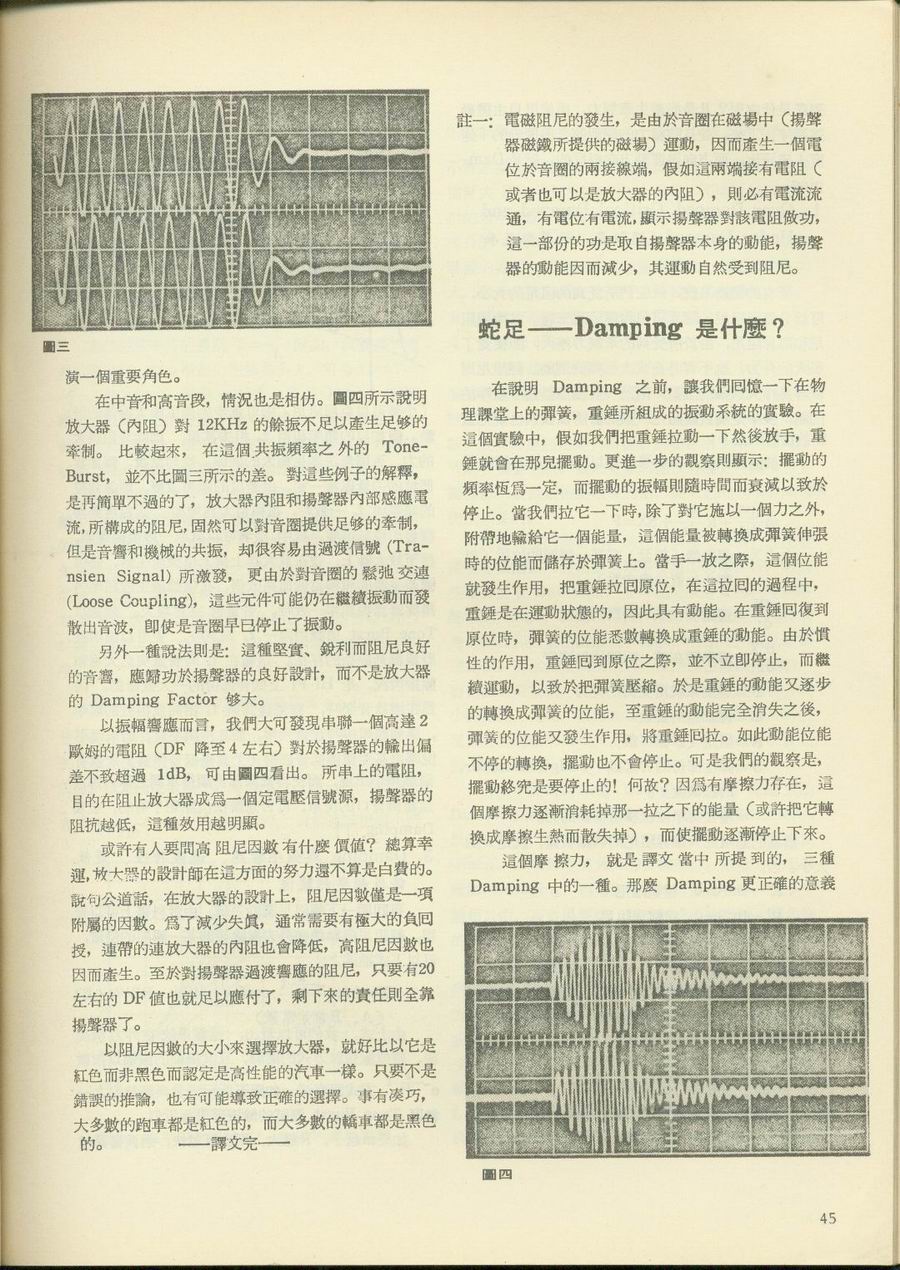 圖三
演一個重要角色。
在中音和高音段，情況也是相仿。圖四所示說明
放大器（內阻）對 12KHz 的餘振不足以產生足够的
牽制。 比較起來， 在這個共振頻率之外的 Tone-
Burst， 並不比圖三所示的差。 對這些例子的解釋，
是再簡單不過的了，放大器內阻和揚聲器內部感應電
流，所構成的阻尼，固然可以對音圈提供足够的牽制，
但是音響和機械的共振，却很容易由過渡信號 (Tra-
nsien Signal) 所激發， 更由於對音圈的鬆弛交連
(Loose Coupling)， 這些元件可能仍在繼續振動而發
散出音波，卽使是音圈早已停止了振動。
另外一種說法則是：這種堅實、銳利而阻尼良好
的音響，應歸功於揚聲器的良好設計，而不是放大器
的 Damping Factor 够大。
以振幅響應而言，我們大可發現串聯一個高達 2
歐姆的電阻（DF 降至 4 左右）對於揚聲器的輸出偏
差不致超過 1dB， 可由圖四看出。 所串上的電阻，
目的在阻止放大器成爲一個定電壓信號源，揚聲器的
阻抗越低，這種效用越明顯。
或許有人要問高阻尼因數有什麼價值？ 總算幸
運，放大器的設計師在這方面的努力還不算是白費的。
說句公道話，在放大器的設計上，阻尼因數僅是一項
附屬的因數。爲了減少失眞，通常需要有極大的負回
授，連帶的連放大器的內阻也會降低，高阻尼因數也
因而產生。至於對揚聲器過渡響應的阻尼，只要有20
左右的 DF 值也就足以應付了，剩下來的責任則全靠
揚聲器了。
以阻尼因數的大小來選擇放大器，就好比以它是
紅色而非黑色而認定是高性能的汽車一樣。只要不是
錯誤的推論，也有可能導致正確的選擇。事有凑巧，
大多數的跑車都是紅色的，而大多數的轎車都是黑色
的。 ——譯文完——
註一： 電磁阻尼的發生，是由於音圈在磁場中（揚聲
器磁鐵所提供的磁場）運動，因而產生一個電
位於音圈的兩接線端，假如這兩端接有電阻（
或者也可以是放大器的內阻），則必有電流流
通，有電位有電流，顯示揚聲器對該電阻做功，
這一部份的功是取自揚聲器本身的動能，揚聲
器的動能因而減少，其運動自然受到阻尼。
蛇足——Damping 是什麼？
在說明 Damping 之前，讓我們回憶一下在物
理課堂上的彈簧，重錘所組成的振動系統的實驗。在
這個實驗中，假如我們把重錘拉動一下然後放手，重
錘就會在那兒擺動。更進一步的觀察則顯示：擺動的
頻率恆爲一定，而擺動的振幅則隨時間而衰減以致於
停止。當我們拉它一下時，除了對它施以一個力之外，
附帶地輸給它一個能量，這個能量被轉換成彈簧伸張
時的位能而儲存於彈簧上。當手一放之際，這個位能
就發生作用，把重錘拉回原位，在這拉回的過程中，
重錘是在運動狀態的，因此具有動能。在重錘回復到
原位時，彈簧的位能悉數轉換成重錘的動能。由於慣
性的作用，重錘回到原位之際，並不立卽停止，而繼
續運動，以致於把彈簧壓縮。於是重錘的動能又逐步
的轉換成彈簧的位能，至重錘的動能完全消失之後，
彈簧的位能又發生作用，將重錘回拉。如此動能位能
不停的轉換，擺動也不會停止。可是我們的觀察是，
擺動終究是要停止的！何故？因爲有摩擦力存在，這
個摩擦力逐漸消耗掉那一拉之下的能量（或許把它轉
換成摩擦生熱而散失掉），而使擺動逐漸停止下來。
這個摩擦力， 就是譯文當中所提到的， 三種
Damping 中的一種。那麽 Damping 更正確的意義
圖四
45